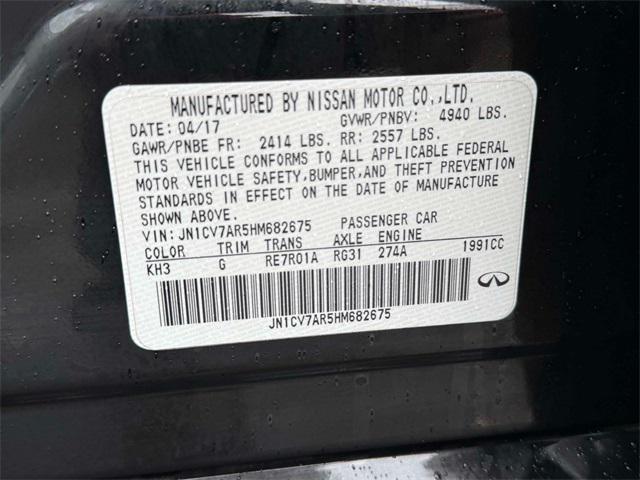 MANUFACTURED BY NISSAN MOTOR CO.,LTD.
DATE: 04/17 GVWR/PNBV: 4940 LBS.
GAWR/PNBE FR: 2414 LBS. RR: 2557 LBS.
THIS VEHICLE CONFORMS TO ALL APPLICABLE FEDERAL
MOTOR VEHICLE SAFETY,BUMPER,AND THEFT PREVENTION
STANDARDS IN EFFECT ON THE DATE OF MANUFACTURE
SHOWN ABOVE.
VIN: JN1CV7AR5HM682675 PASSENGER CAR
COLOR TRIM TRANS AXLE ENGINE
KH3 G RE7R01A RG31 274A 1991CC
JN1CV7AR5HM682675